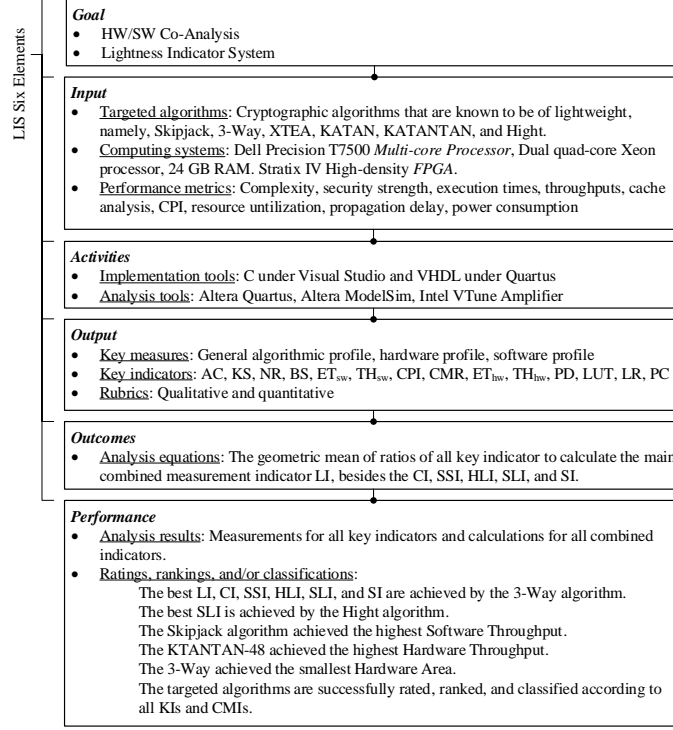 LIS Six Elements
Goal
• HW/SW Co-Analysis
• Lightness Indicator System
Input
• Targeted algorithms: Cryptographic algorithms that are known to be of lightweight,
namely, Skipjack, 3-Way, XTEA, KATAN, KATANTAN, and Hight.
• Computing systems: Dell Precision T7500 Multi-core Processor, Dual quad-core Xeon
processor, 24 GB RAM. Stratix IV High-density FPGA.
• Performance metrics: Complexity, security strength, execution times, throughputs, cache
analysis, CPI, resource untilization, propagation delay, power consumption
Activities
• Implementation tools: C under Visual Studio and VHDL under Quartus
• Analysis tools: Altera Quartus, Altera ModelSim, Intel VTune Amplifier
Output
• Key measures: General algorithmic profile, hardware profile, software profile
• Key indicators: AC, KS, NR, BS, ETsw, THsw, CPI, CMR, EThw, THhw, PD, LUT, LR, PC
• Rubrics: Qualitative and quantitative
Outcomes
• Analysis equations: The geometric mean of ratios of all key indicator to calculate the main
combined measurement indicator LI, besides the CI, SSI, HLI, SLI, and SI.
Performance
• Analysis results: Measurements for all key indicators and calculations for all combined
indicators.
• Ratings, rankings, and/or classifications:
The best LI, CI, SSI, HLI, SLI, and SI are achieved by the 3-Way algorithm.
The best SLI is achieved by the Hight algorithm.
The Skipjack algorithm achieved the highest Software Throughput.
The KTANTAN-48 achieved the highest Hardware Throughput.
The 3-Way achieved the smallest Hardware Area.
The targeted algorithms are successfully rated, ranked, and classified according to
all KIs and CMIs.